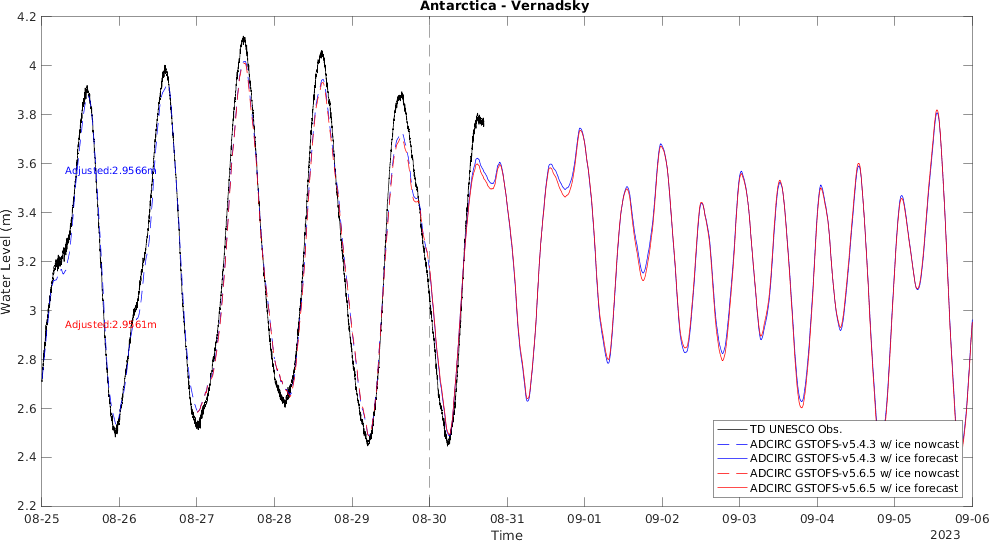 Antarctica - Vernadsky
4.2
4
3.8
3.6
3.4
3.2
3
2.8
2.6
2.4
2.2
Water Level (m)
Adjusted:2.9566m
Adjusted:2.9561m
TD UNESCO Obs.
ADCIRC GSTOFS-v5.4.3 w/ ice nowcast
ADCIRC GSTOFS-v5.4.3 w/ ice forecast
ADCIRC GSTOFS-v5.6.5 w/ ice nowcast
ADCIRC GSTOFS-v5.6.5 w/ ice forecast
08-25 08-26 08-27 08-28 08-29 08-30 08-31 09-01 09-02 09-03 09-04 09-05 09-06
Time
2023